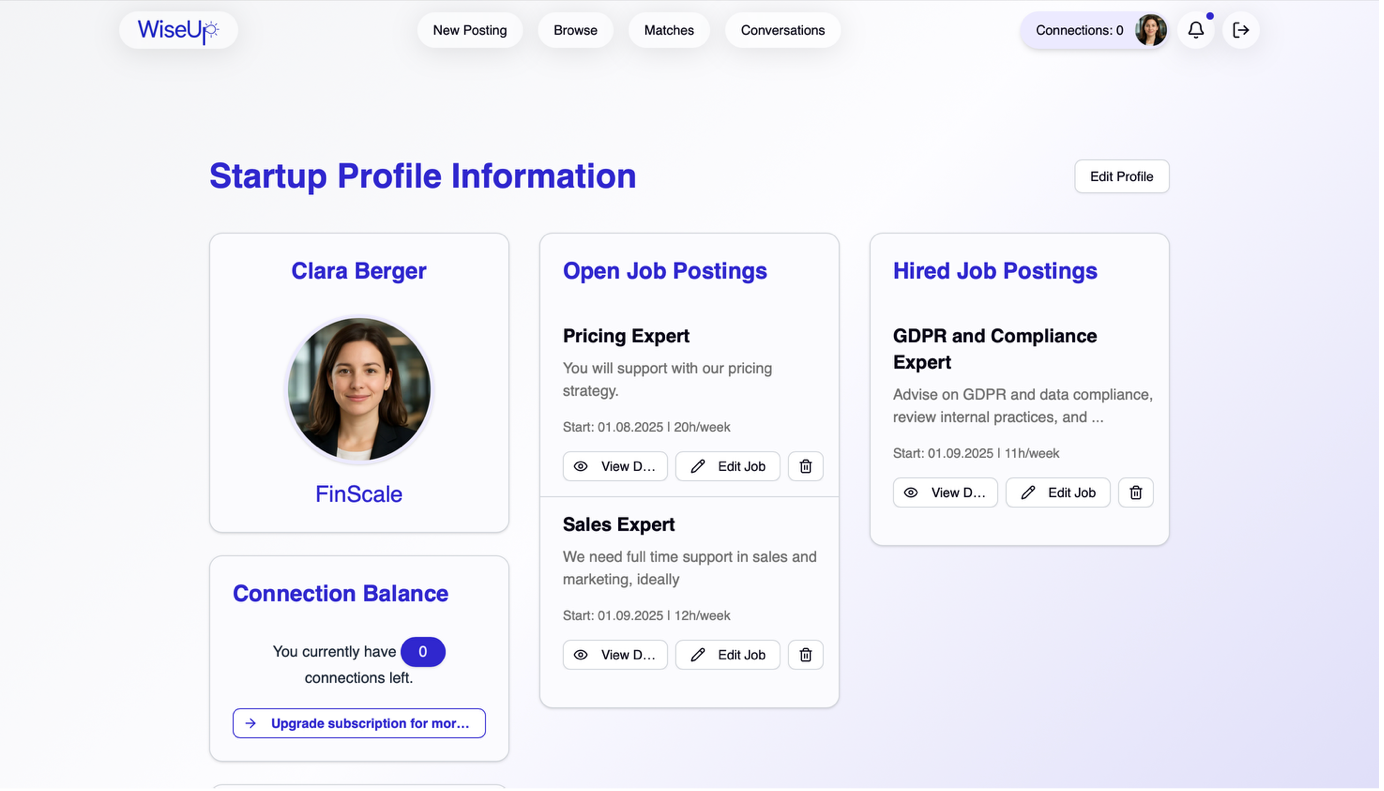 WiseUp
New Posting
Browse
Matches
Conversations
Connections: 0
Startup Profile Information
Edit Profile
Clara Berger
FinScale
Connection Balance
You currently have 0
connections left.
Upgrade subscription for mor...
Open Job Postings
Pricing Expert
You will support with our pricing
strategy.
Start: 01.08.2025 | 20h/week
View D...
Edit Job
Sales Expert
We need full time support in sales and
marketing, ideally
Start: 01.09.2025 | 12h/week
View D...
Edit Job
Hired Job Postings
GDPR and Compliance
Expert
Advise on GDPR and data compliance,
review internal practices, and ...
Start: 01.09.2025 | 11h/week
View D...
Edit Job